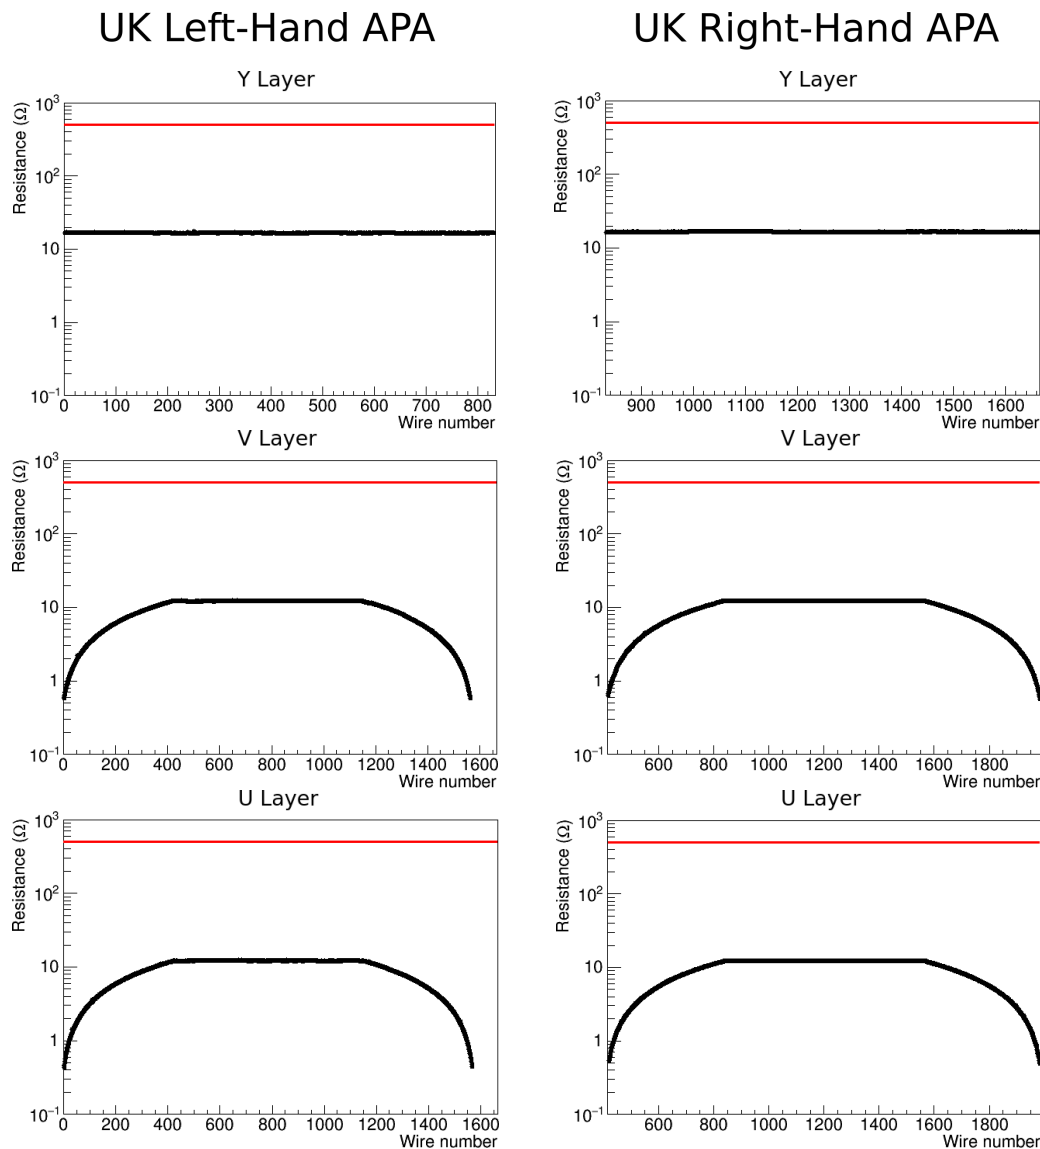 UK Left-Hand APA
UK Right-Hand APA
Y Layer
Resistance (Ω)
10³
10²
10
1
10⁻¹
0 100 200 300 400 500 600 700 800
Wire number
Y Layer
Resistance (Ω)
10³
10²
10
1
10⁻¹
900 1000 1100 1200 1300 1400 1500 1600
Wire number
V Layer
Resistance (Ω)
10³
10²
10
1
10⁻¹
0 200 400 600 800 1000 1200 1400 1600
Wire number
V Layer
Resistance (Ω)
10³
10²
10
1
10⁻¹
600 800 1000 1200 1400 1600 1800
Wire number
U Layer
Resistance (Ω)
10³
10²
10
1
10⁻¹
0 200 400 600 800 1000 1200 1400 1600
Wire number
U Layer
Resistance (Ω)
10³
10²
10
1
10⁻¹
600 800 1000 1200 1400 1600 1800
Wire number